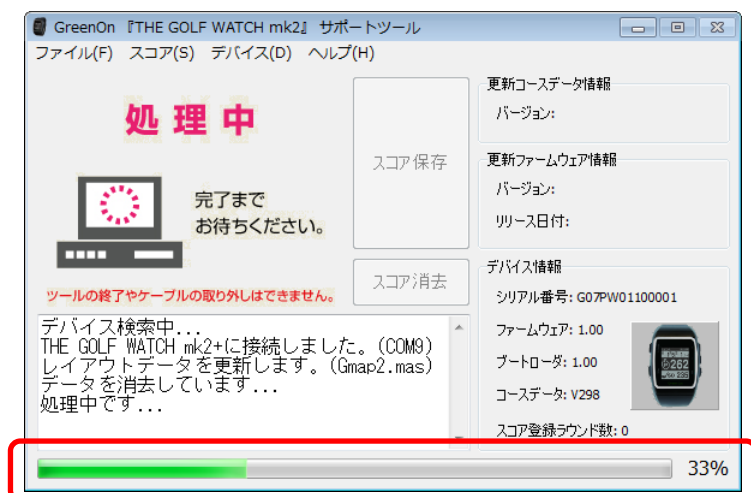 GreenOn 『THE GOLF WATCH mk2』 サポートツール
ファイル(F) スコア(S) デバイス(D) ヘルプ(H)
処理中
完了まで
お待ちください。
ツールの終了やケーブルの取り外しはできません。
スコア保存
スコア消去
更新コースデータ情報
バージョン:
更新ファームウェア情報
バージョン:
リリース日付:
デバイス情報
シリアル番号: G07PW01100001
ファームウェア: 1.00
ブートローダ: 1.00
コースデータ: V298
スコア登録ラウンド数: 0
262
デバイス検索中...
THE GOLF WATCH mk2+に接続しました。(COM9)
レイアウトデータを更新します。(Gmap2.mas)
データを消去しています...
処理中です...
33%